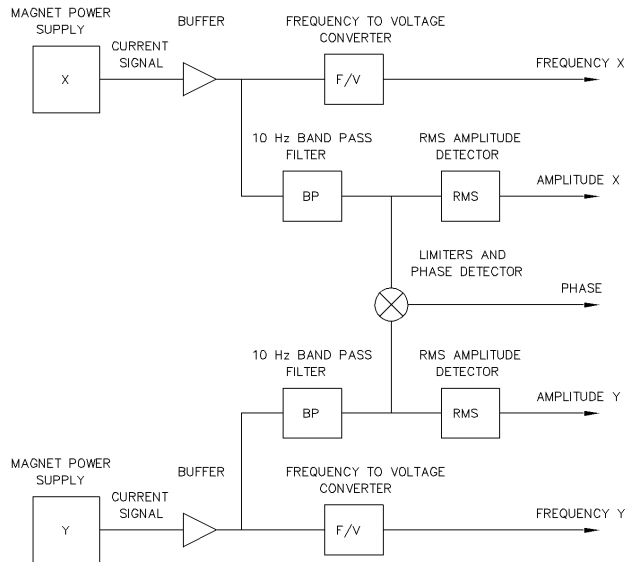 MAGNET POWER
SUPPLY
BUFFER
FREQUENCY TO VOLTAGE
CONVERTER
CURRENT
SIGNAL
X
F/V
FREQUENCY X
10 Hz BAND PASS
FILTER
RMS AMPLITUDE
DETECTOR
BP
RMS
AMPLITUDE X
LIMITERS AND
PHASE DETECTOR
PHASE
10 Hz BAND PASS
FILTER
RMS AMPLITUDE
DETECTOR
BP
RMS
AMPLITUDE Y
MAGNET POWER
SUPPLY
BUFFER
FREQUENCY TO VOLTAGE
CONVERTER
CURRENT
SIGNAL
Y
F/V
FREQUENCY Y